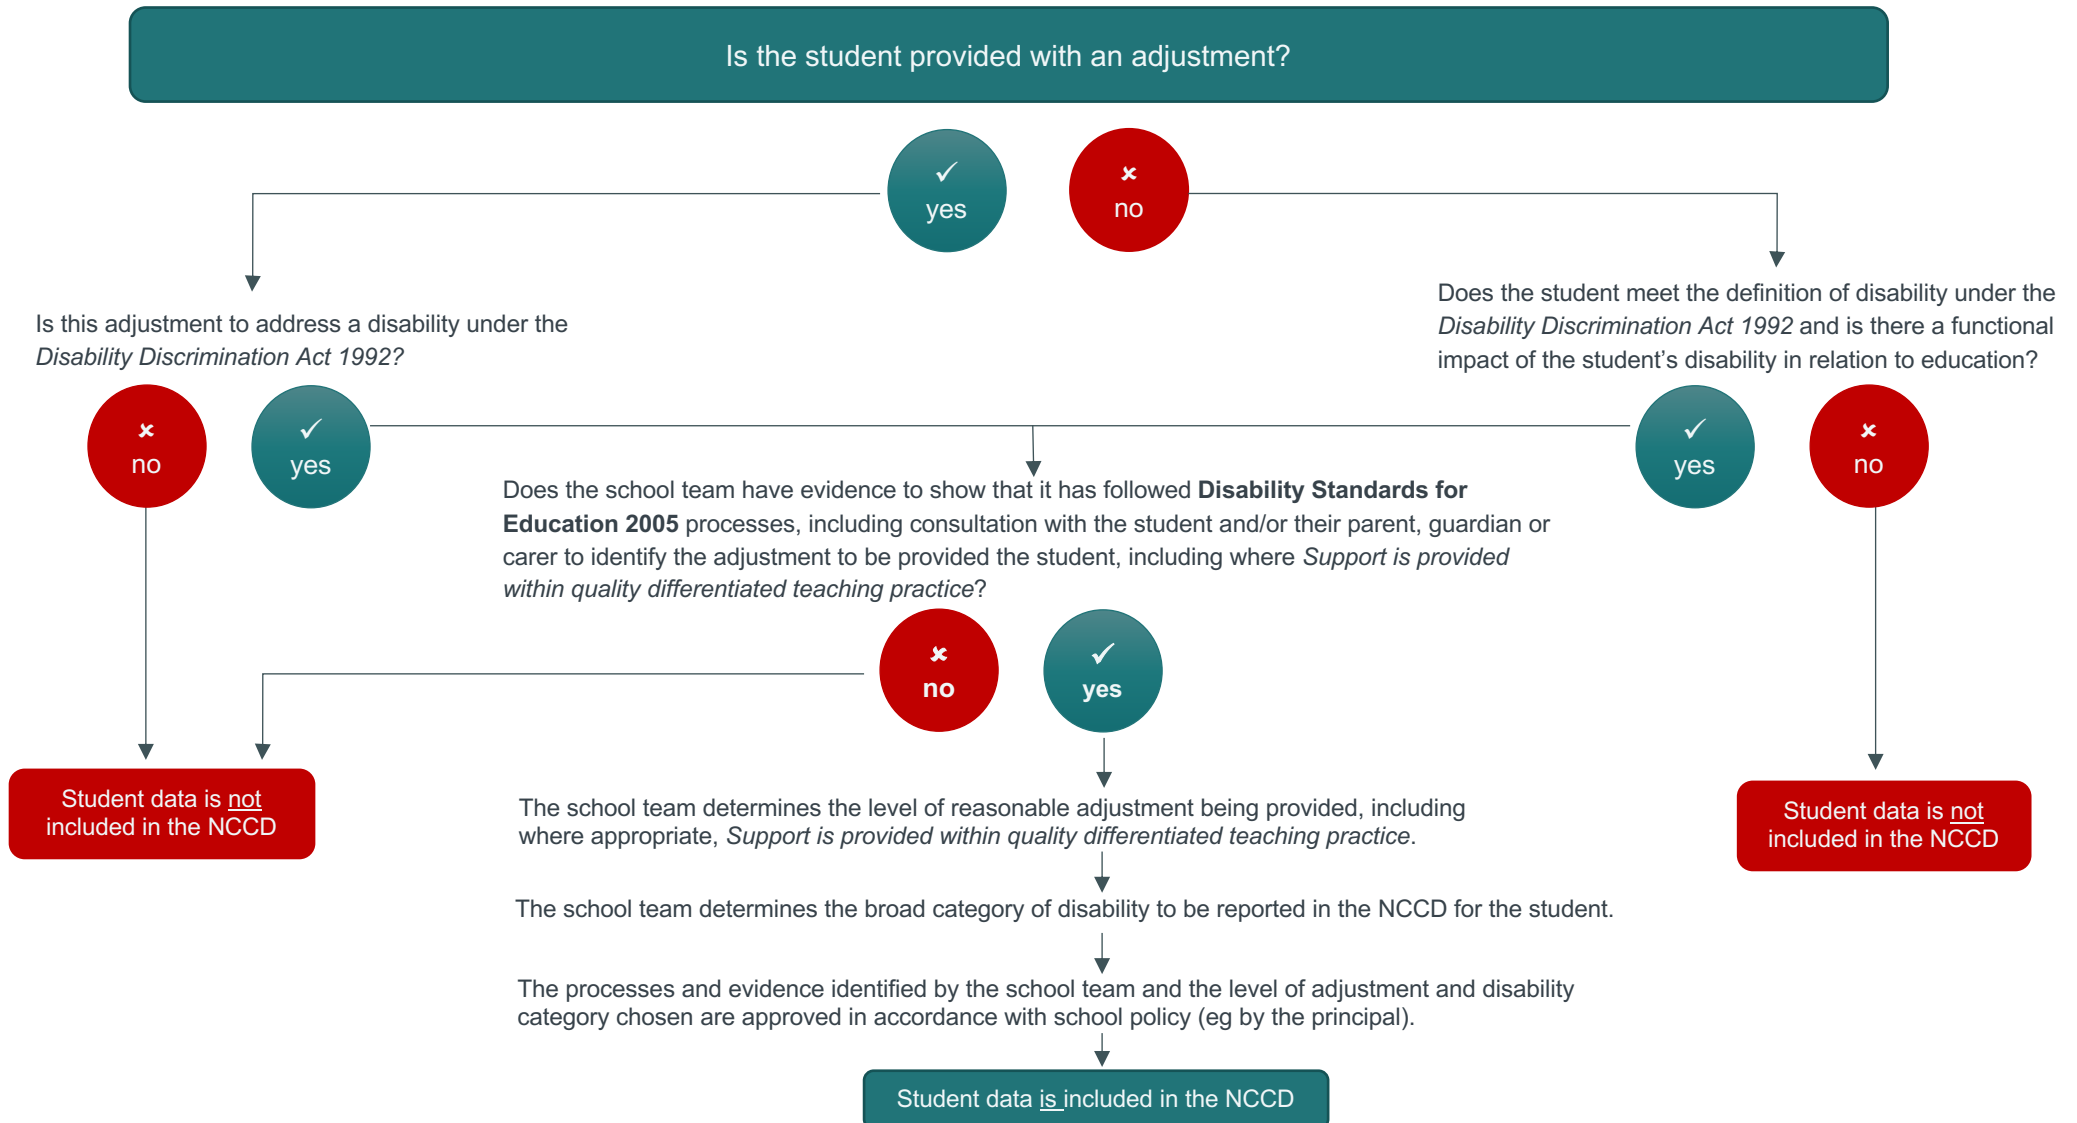 Is the student provided with an adjustment?
✓
yes
✘
no
Is this adjustment to address a disability under the
Disability Discrimination Act 1992?
Does the student meet the definition of disability under the
Disability Discrimination Act 1992 and is there a functional
impact of the student’s disability in relation to education?
✘
no
✓
yes
✓
yes
✘
no
Does the school team have evidence to show that it has followed Disability Standards for
Education 2005 processes, including consultation with the student and/or their parent, guardian or
carer to identify the adjustment to be provided the student, including where Support is provided
within quality differentiated teaching practice?
✘
no
✓
yes
Student data is not
included in the NCCD
Student data is not
included in the NCCD
The school team determines the level of reasonable adjustment being provided, including
where appropriate, Support is provided within quality differentiated teaching practice.
The school team determines the broad category of disability to be reported in the NCCD for the student.
The processes and evidence identified by the school team and the level of adjustment and disability
category chosen are approved in accordance with school policy (eg by the principal).
Student data is included in the NCCD